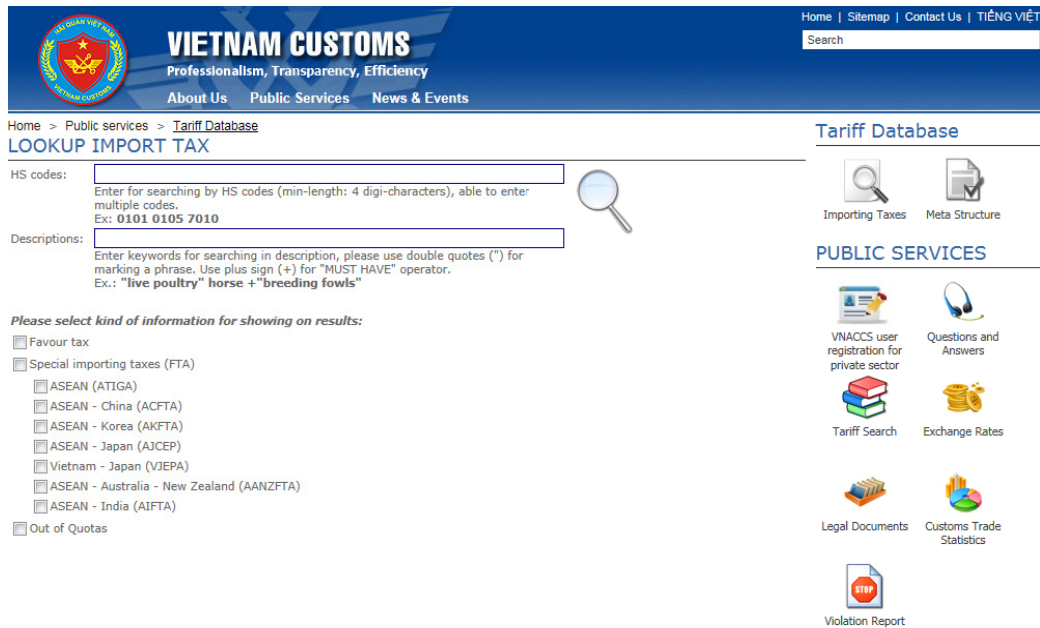 Home | Sitemap | Contact Us | TIẾNG VIỆT
Search
HAI QUAN VIỆT NAM
VIETNAM CUSTOMS
VIETNAM CUSTOMS
Professionalism, Transparency, Efficiency
About Us Public Services News & Events
Home > Public services > Tariff Database
LOOKUP IMPORT TAX
HS codes:
Enter for searching by HS codes (min-length: 4 digi-characters), able to enter
multiple codes.
Ex: 0101 0105 7010
Descriptions:
Enter keywords for searching in description, please use double quotes (") for
marking a phrase. Use plus sign (+) for "MUST HAVE" operator.
Ex.: "live poultry" horse +"breeding fowls"
Please select kind of information for showing on results:
Favour tax
Special importing taxes (FTA)
ASEAN (ATIGA)
ASEAN - China (ACFTA)
ASEAN - Korea (AKFTA)
ASEAN - Japan (AJCEP)
Vietnam - Japan (VJEPA)
ASEAN - Australia - New Zealand (AANZFTA)
ASEAN - India (AIFTA)
Out of Quotas
Tariff Database
Importing Taxes
Meta Structure
PUBLIC SERVICES
VNACCS user
registration for
private sector
Questions and
Answers
Tariff Search
Exchange Rates
Legal Documents
Customs Trade
Statistics
STOP
Violation Report